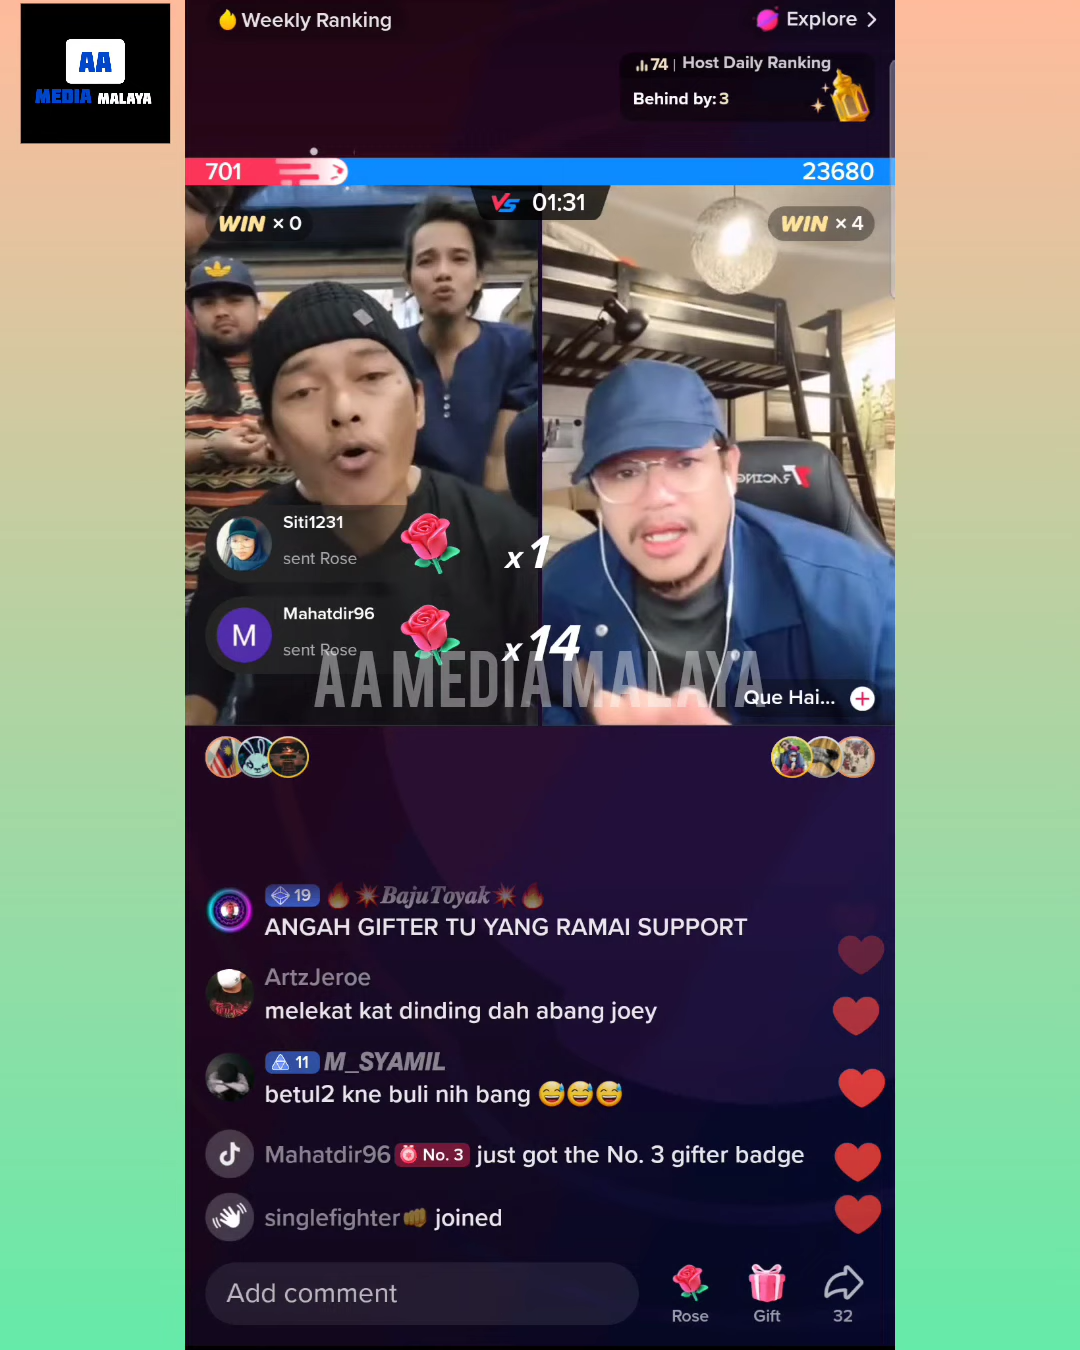 AA
MEDIA MALAYA
Weekly Ranking
Explore >
74 | Host Daily Ranking
Behind by: 3
701
23680
VS 01:31
WIN × 0
WIN × 4
RACING
Siti1231
sent Rose
x 1
M
Mahatdir96
sent Rose
x 14
AA MEDIA MALAYA
Que Hai...
19 🔥💥BajuToyak💥🔥
ANGAH GIFTER TU YANG RAMAI SUPPORT
ArtzJeroe
melekat kat dinding dah abang joey
11 M_SYAMIL
betul2 kne buli nih bang 😅😅😅
Mahatdir96 No. 3 just got the No. 3 gifter badge
singlefighter👊 joined
Add comment
Rose
Gift
32